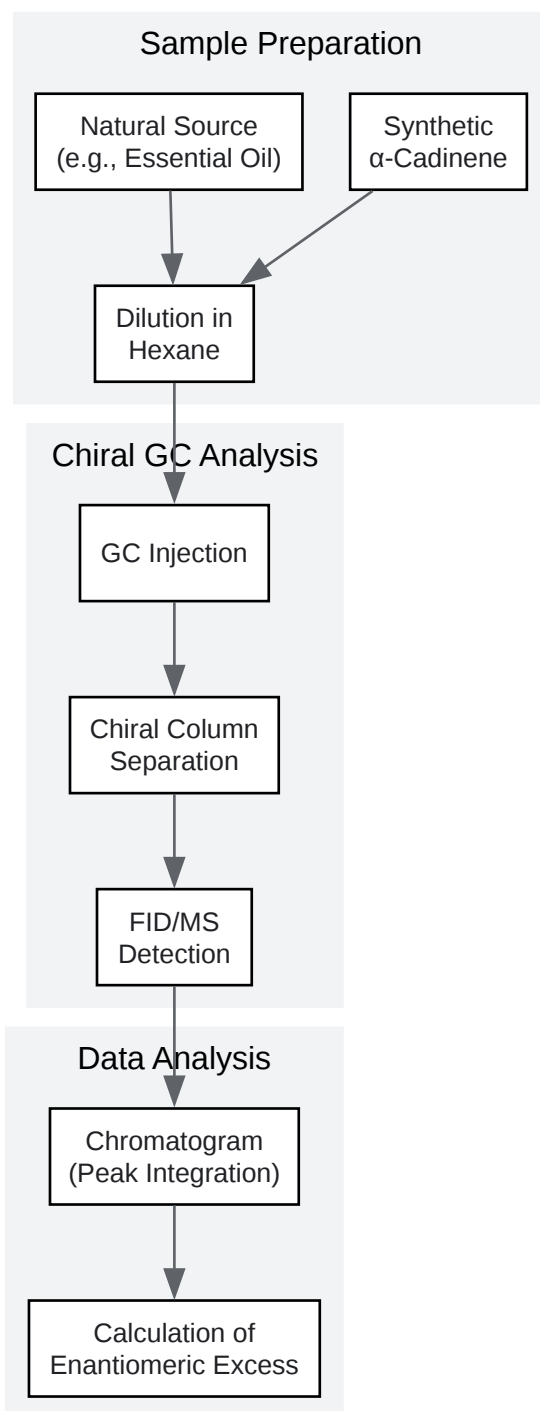 Sample Preparation
Natural Source
(e.g., Essential Oil)
Synthetic
α-Cadinene
Dilution in
Hexane
Chiral GC Analysis
GC Injection
Chiral Column
Separation
FID/MS
Detection
Data Analysis
Chromatogram
(Peak Integration)
Calculation of
Enantiomeric Excess